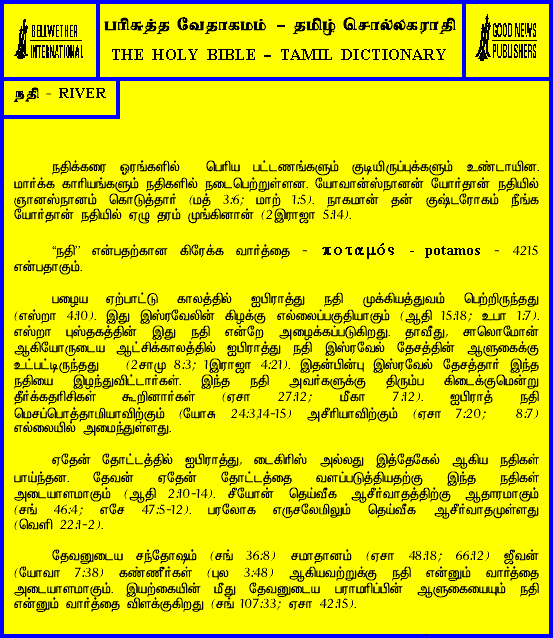 BELLWETHER
INTERNATIONAL
பரிசுத்த வேதாகமம் – தமிழ் சொல்லகராதி
THE HOLY BIBLE – TAMIL DICTIONARY
GOOD NEWS
PUBLISHERS
நதி - RIVER
நதிக்கரை ஓரங்களில் பெரிய பட்டணங்களும் குடியிருப்புக்களும் உண்டாயின.
மார்க்க காரியங்களும் நதிகளில் நடைபெற்றுள்ளன. யோவான்ஸ்நானன் யோர்தான் நதியில்
ஞானஸ்நானம் கொடுத்தார் (மத் 3:6; மாற் 1:5). நாகமான் தன் குஷ்டரோகம் நீங்க
யோர்தான் நதியில் ஏழு தரம் முங்கினான் (2இராஜா 5:14).
“நதி” என்பதற்கான கிரேக்க வார்த்தை - ποταμός - potamos - 4215
என்பதாகும்.
பழைய ஏற்பாட்டு காலத்தில் ஐபிராத்து நதி முக்கியத்துவம் பெற்றிருந்தது
(எஸ்றா 4:10). இது இஸ்ரவேலின் கிழக்கு எல்லைப்பகுதியாகும் (ஆதி 15:18; உபா 1:7).
எஸ்றா புஸ்தகத்தின் இது நதி என்றே அழைக்கப்படுகிறது. தாவீது, சாலொமோன்
ஆகியோருடைய ஆட்சிக்காலத்தில் ஐபிராத்து நதி இஸ்ரவேல் தேசத்தின் ஆளுகைக்கு
உட்பட்டிருந்தது (2சாமு 8:3; 1இராஜா 4:21). இதன்பின்பு இஸ்ரவேல் தேசத்தார் இந்த
நதியை இழந்துவிட்டார்கள். இந்த நதி அவர்களுக்கு திரும்ப கிடைக்குமென்று
தீர்க்கதரிசிகள் கூறினார்கள் (ஏசா 27:12; மீகா 7:12). ஐபிராத் நதி
மெசப்பொத்தாமியாவிற்கும் (யோசு 24:3,14-15) அசீரியாவிற்கும் (ஏசா 7:20; 8:7)
எல்லையில் அமைந்துள்ளது.
ஏதேன் தோட்டத்தில் ஐபிராத்து, டைகிரிஸ் அல்லது இத்தேகேல் ஆகிய நதிகள்
பாய்ந்தன. தேவன் ஏதேன் தோட்டத்தை வளப்படுத்தியதற்கு இந்த நதிகள்
அடையாளமாகும் (ஆதி 2:10-14). சீயோன் தெய்வீக ஆசீர்வாதத்திற்கு ஆதாரமாகும்
(சங் 46:4; எசே 47:5-12). பரலோக எருசலேமிலும் தெய்வீக ஆசீர்வாதமுள்ளது
(வெளி 22:1-2).
தேவனுடைய சந்தோஷம் (சங் 36:8) சமாதானம் (ஏசா 48:18; 66:12) ஜீவன்
(யோவா 7:38) கண்ணீர்கள் (புல 3:48) ஆகியவற்றுக்கு நதி என்னும் வார்த்தை
அடையாளமாகும். இயற்கையின் மீது தேவனுடைய பராமரிப்பின் ஆளுகையையும் நதி
என்னும் வார்த்தை விளக்குகிறது (சங் 107:33; ஏசா 42:15).